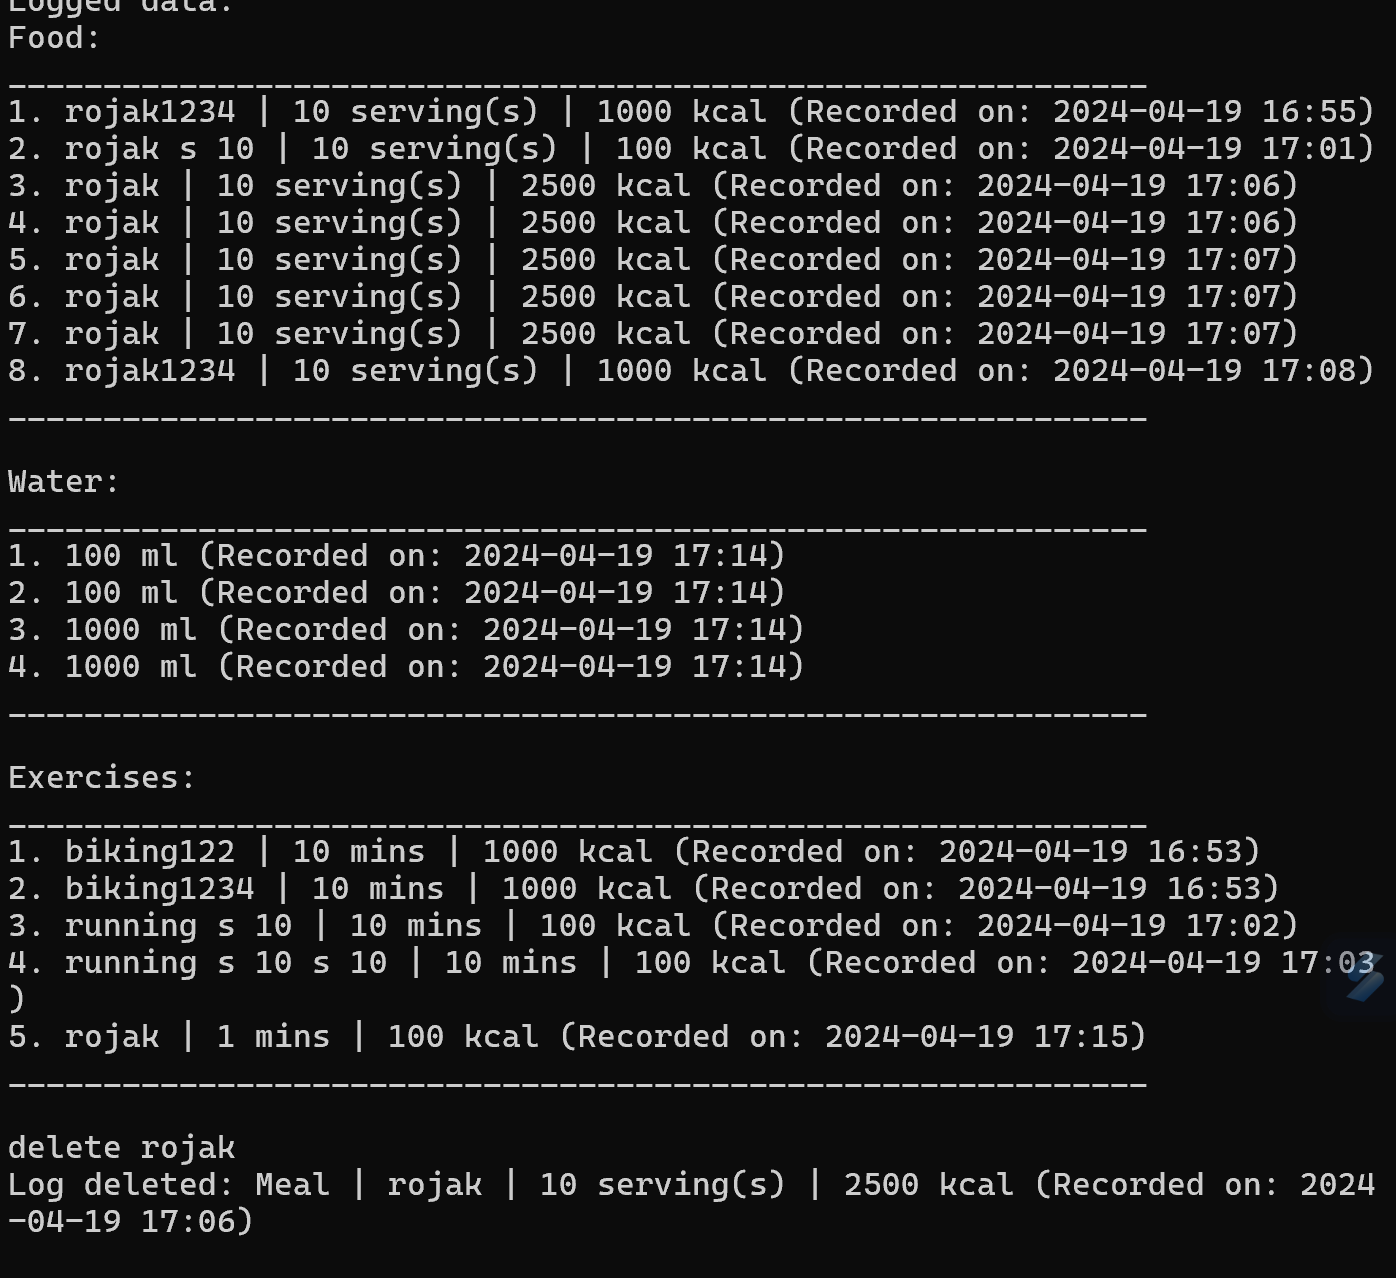 Logged data:
Food:
____________________________________________________________
1. rojak1234 | 10 serving(s) | 1000 kcal (Recorded on: 2024-04-19 16:55)
2. rojak s 10 | 10 serving(s) | 100 kcal (Recorded on: 2024-04-19 17:01)
3. rojak | 10 serving(s) | 2500 kcal (Recorded on: 2024-04-19 17:06)
4. rojak | 10 serving(s) | 2500 kcal (Recorded on: 2024-04-19 17:06)
5. rojak | 10 serving(s) | 2500 kcal (Recorded on: 2024-04-19 17:07)
6. rojak | 10 serving(s) | 2500 kcal (Recorded on: 2024-04-19 17:07)
7. rojak | 10 serving(s) | 2500 kcal (Recorded on: 2024-04-19 17:07)
8. rojak1234 | 10 serving(s) | 1000 kcal (Recorded on: 2024-04-19 17:08)
____________________________________________________________
Water:
____________________________________________________________
1. 100 ml (Recorded on: 2024-04-19 17:14)
2. 100 ml (Recorded on: 2024-04-19 17:14)
3. 1000 ml (Recorded on: 2024-04-19 17:14)
4. 1000 ml (Recorded on: 2024-04-19 17:14)
____________________________________________________________
Exercises:
____________________________________________________________
1. biking122 | 10 mins | 1000 kcal (Recorded on: 2024-04-19 16:53)
2. biking1234 | 10 mins | 1000 kcal (Recorded on: 2024-04-19 16:53)
3. running s 10 | 10 mins | 100 kcal (Recorded on: 2024-04-19 17:02)
4. running s 10 s 10 | 10 mins | 100 kcal (Recorded on: 2024-04-19 17:03
)
5. rojak | 1 mins | 100 kcal (Recorded on: 2024-04-19 17:15)
____________________________________________________________
delete rojak
Log deleted: Meal | rojak | 10 serving(s) | 2500 kcal (Recorded on: 2024
-04-19 17:06)